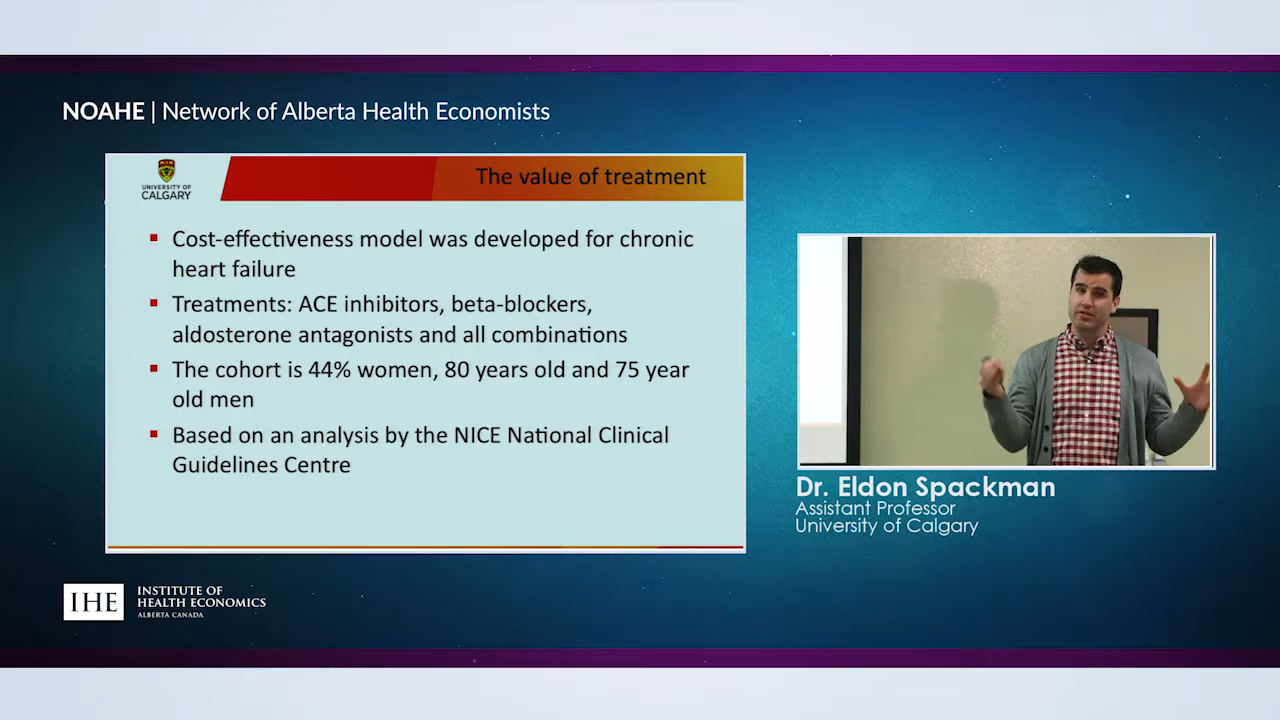 NOAHE | Network of Alberta Health Economists
UNIVERSITY OF
CALGARY
The value of treatment
▪ Cost-effectiveness model was developed for chronic
heart failure
▪ Treatments: ACE inhibitors, beta-blockers,
aldosterone antagonists and all combinations
▪ The cohort is 44% women, 80 years old and 75 year
old men
▪ Based on an analysis by the NICE National Clinical
Guidelines Centre
Dr. Eldon Spackman
Assistant Professor
University of Calgary
IHE
INSTITUTE OF
HEALTH ECONOMICS
ALBERTA CANADA